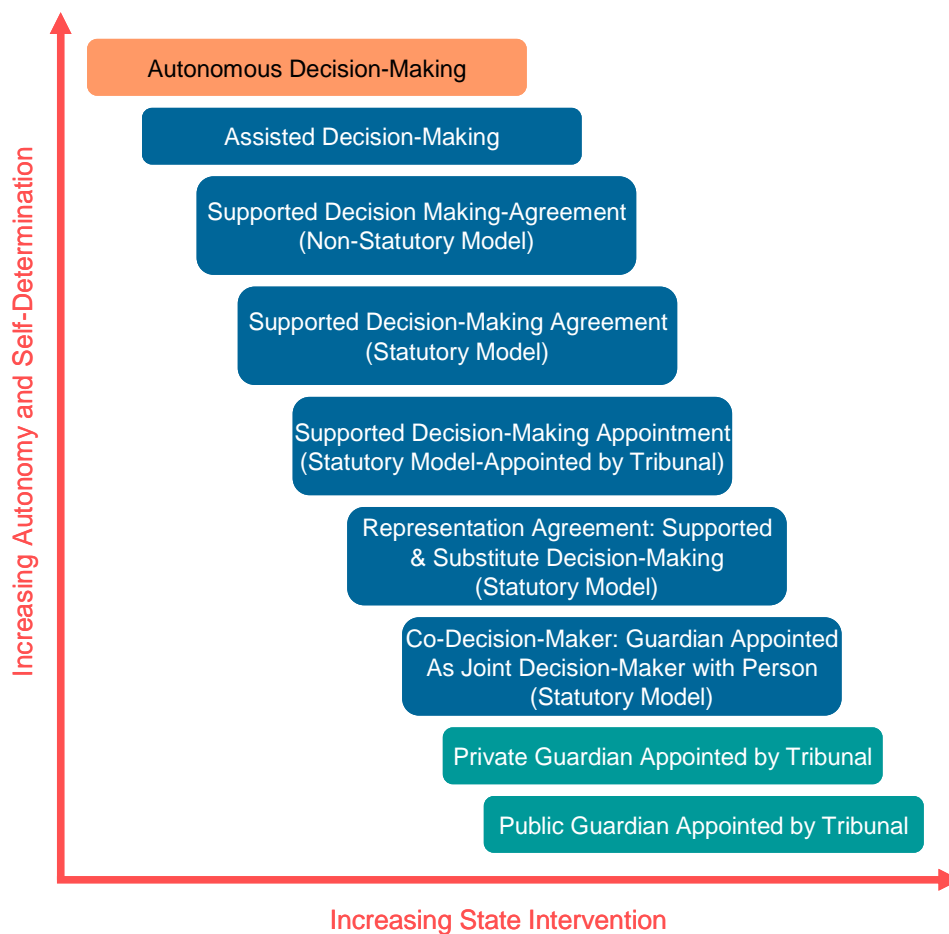 Increasing Autonomy and Self-Determination
Autonomous Decision-Making
Assisted Decision-Making
Supported Decision Making-Agreement
(Non-Statutory Model)
Supported Decision-Making Agreement
(Statutory Model)
Supported Decision-Making Appointment
(Statutory Model-Appointed by Tribunal)
Representation Agreement: Supported
& Substitute Decision-Making
(Statutory Model)
Co-Decision-Maker: Guardian Appointed
As Joint Decision-Maker with Person
(Statutory Model)
Private Guardian Appointed by Tribunal
Public Guardian Appointed by Tribunal
Increasing State Intervention